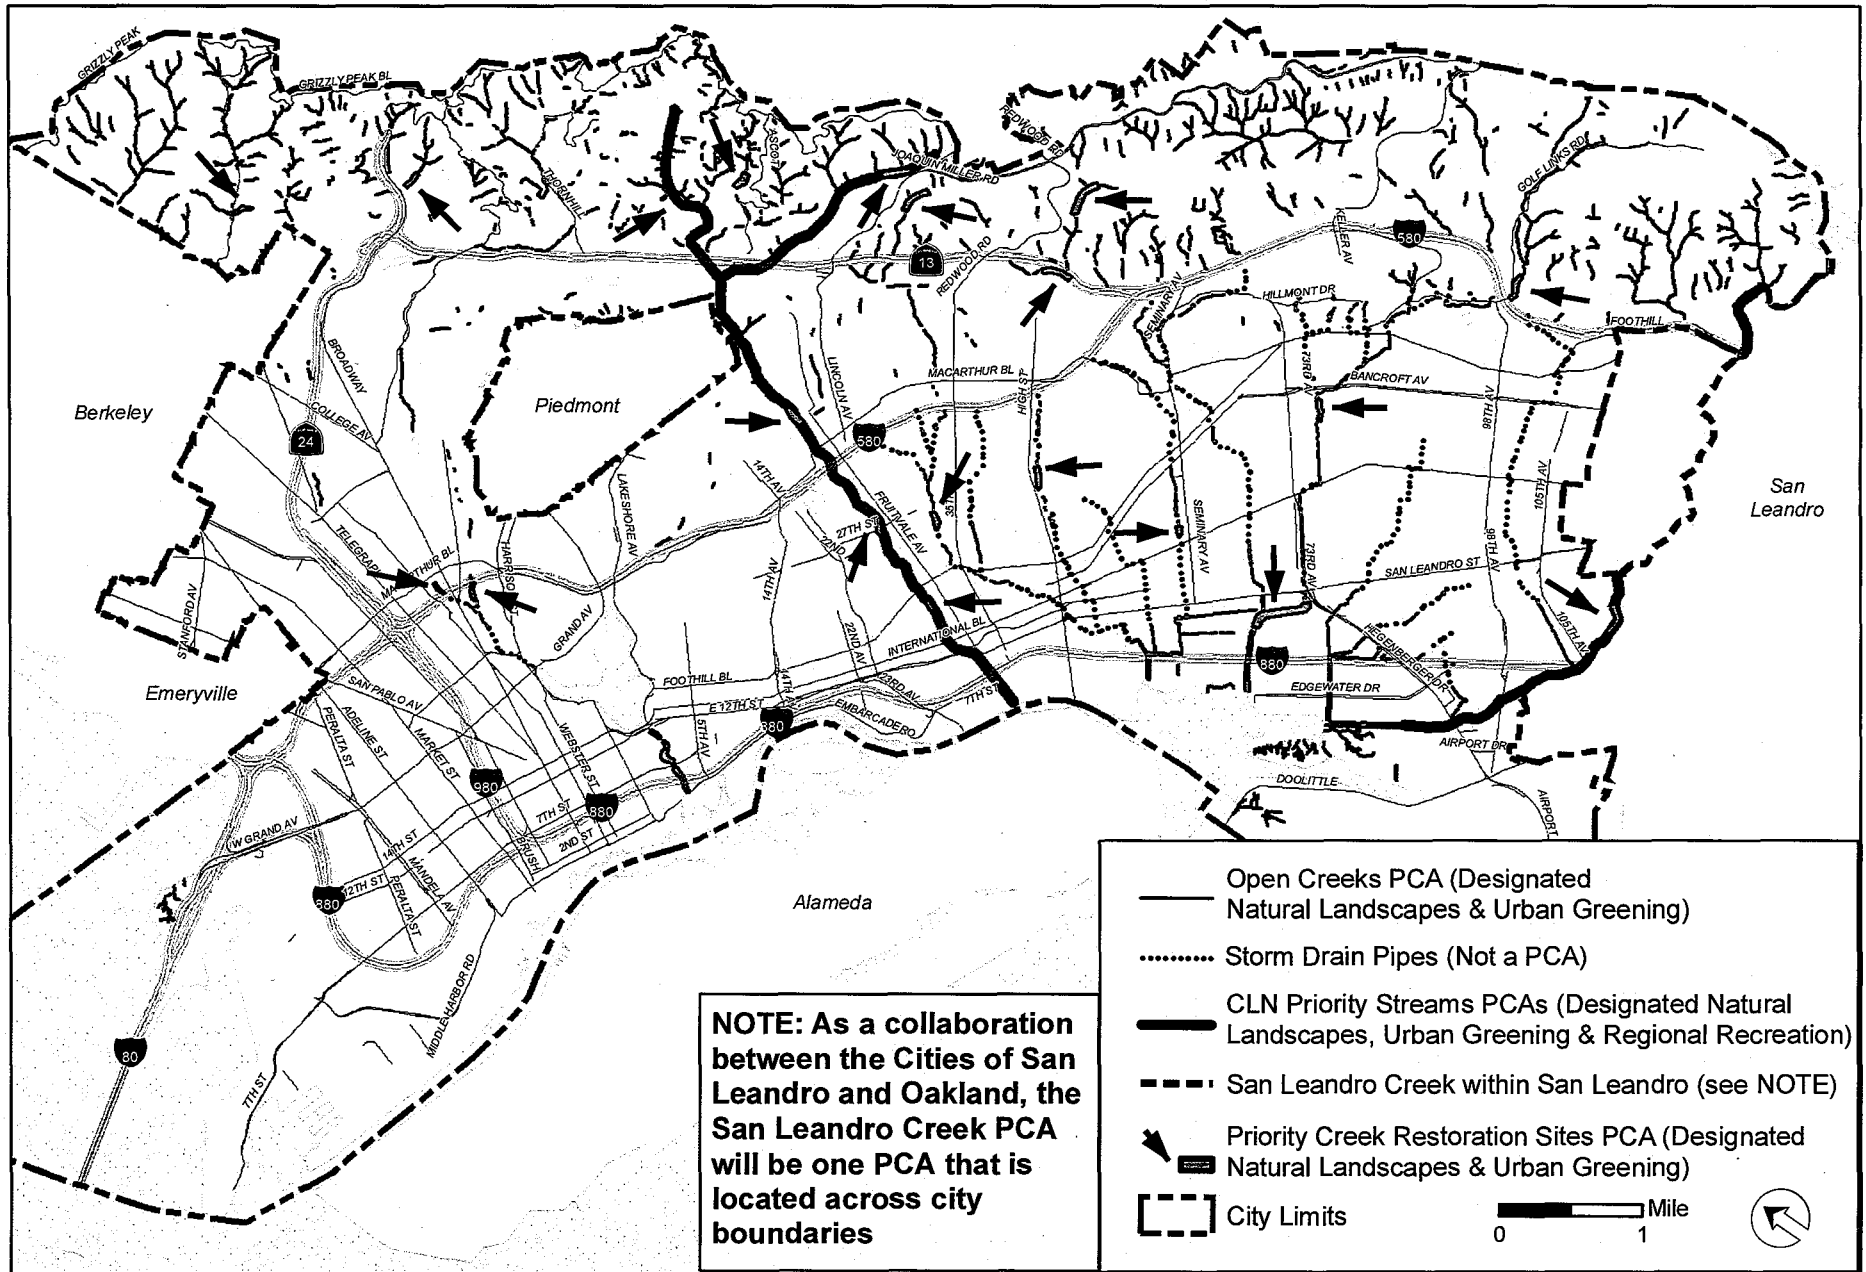 GRIZZLY PEAK
GRIZZLY PEAK BL
THORNHILL
ASCOT
JOAQUIN MILLER RD
REDWOOD RD
GOLF LINKS RD
KELLER AV
580
13
REDWOOD RD
SEMINARY AV
HILLMONT DR
FOOTHILL
BROADWAY
Berkeley
COLLEGE AV
24
Piedmont
LINCOLN AV
MACARTHUR BL
HIGH ST
73RD AV
BANCROFT AV
98TH AV
580
14TH AV
LAKESHORE AV
FRUITVALE AV
27TH ST
22ND
35T
SEMINARY AV
105TH AV
San
Leandro
TELEGRAP
MA
THUR BL
HARRISO
14TH AV
73RD AV
SAN LEANDRO ST
98TH AV
STANFORD AV
GRAND AV
22ND AV
INTERNATIONAL BL
HEGENBERGER DR
105TH AV
880
Emeryville
SAN PABLO AV
FOOTHILL BL
14TH
23RD AV
7TH ST
EDGEWATER DR
E 12TH ST
EMBARCADERO
880
PERALTA ST
ADELINE ST
MARKET ST
WEBSTER ST
5TH AV
AIRPORT DR
DOOLITTLE
AIRPORT
980
880
7TH ST
2ND ST
BRUSH
W GRAND AV
14TH ST
12TH ST
MANDELA AV
PERALTA ST
880
Alameda
MIDDLE HARBOR RD
80
7TH ST
NOTE: As a collaboration
between the Cities of San
Leandro and Oakland, the
San Leandro Creek PCA
will be one PCA that is
located across city
boundaries
Open Creeks PCA (Designated
Natural Landscapes & Urban Greening)
Storm Drain Pipes (Not a PCA)
CLN Priority Streams PCAs (Designated Natural
Landscapes, Urban Greening & Regional Recreation)
San Leandro Creek within San Leandro (see NOTE)
Priority Creek Restoration Sites PCA (Designated
Natural Landscapes & Urban Greening)
City Limits
Mile
0 1